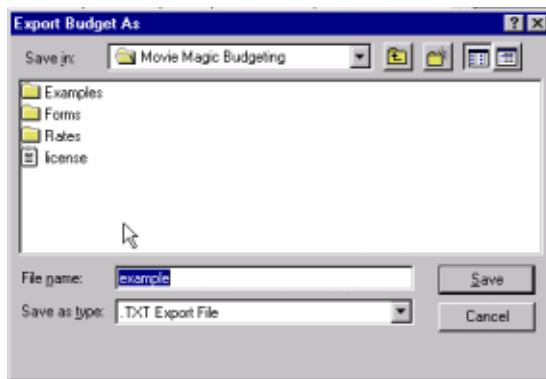 Export Budget As
Save in: Movie Magic Budgeting
Examples
Forms
Rates
license
File name: example Save
Save as type: .TXT Export File Cancel